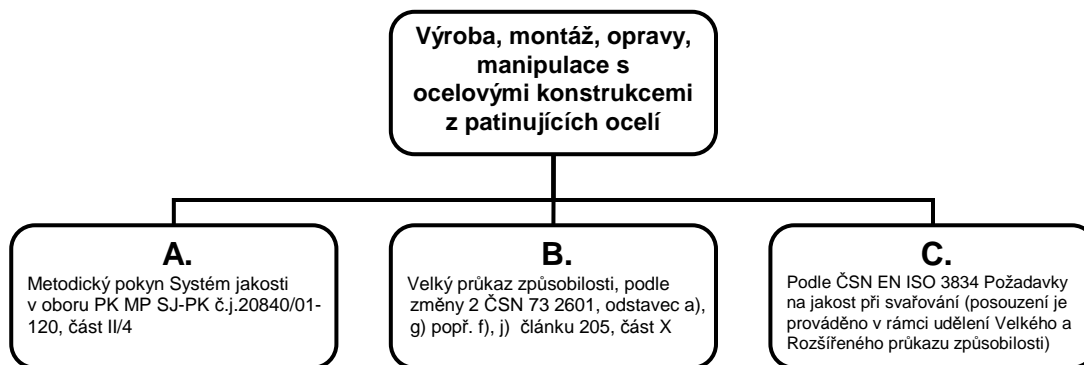 Výroba, montáž, opravy,
manipulace s
ocelovými konstrukcemi
z patinujících ocelí
A.
Metodický pokyn Systém jakosti
v oboru PK MP SJ-PK č.j.20840/01-
120, část II/4
B.
Velký průkaz způsobilosti, podle
změny 2 ČSN 73 2601, odstavec a),
g) popř. f), j) článku 205, část X
C.
Podle ČSN EN ISO 3834 Požadavky
na jakost při svařování (posouzení je
prováděno v rámci udělení Velkého a
Rozšířeného průkazu způsobilosti)